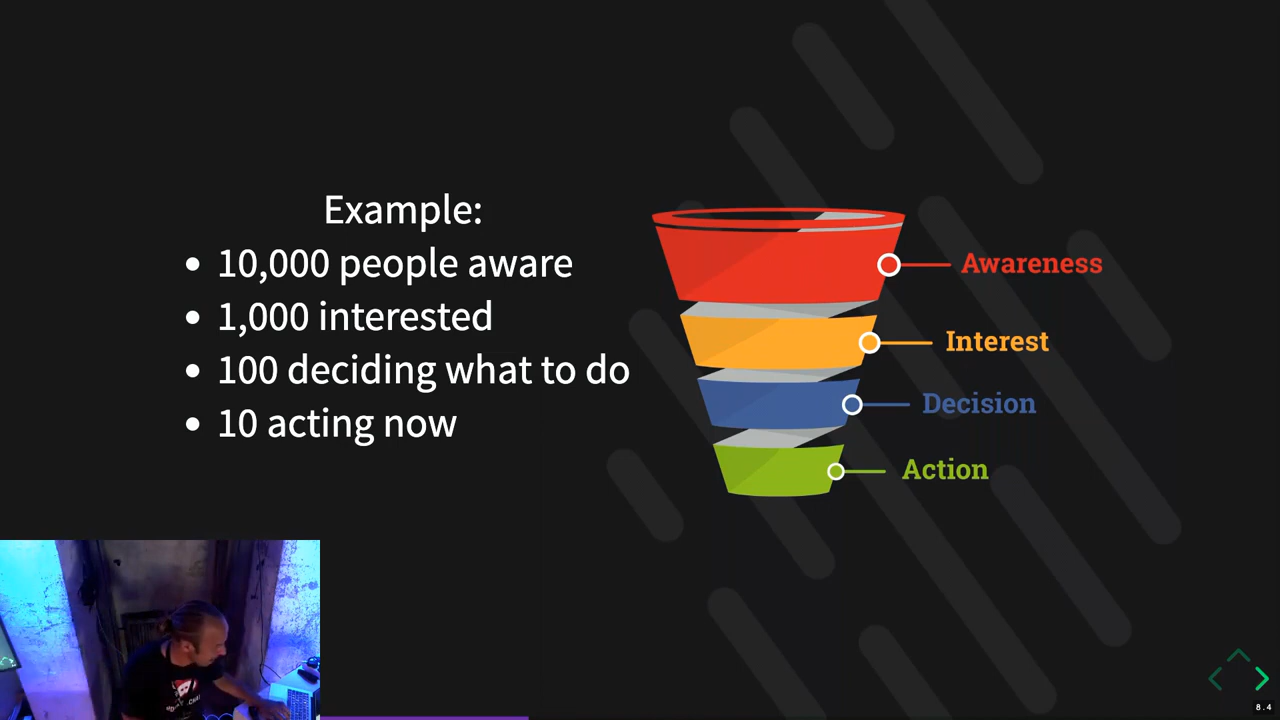 Example:
• 10,000 people aware
• 1,000 interested
• 100 deciding what to do
• 10 acting now
Awareness
Interest
Decision
Action
8.4